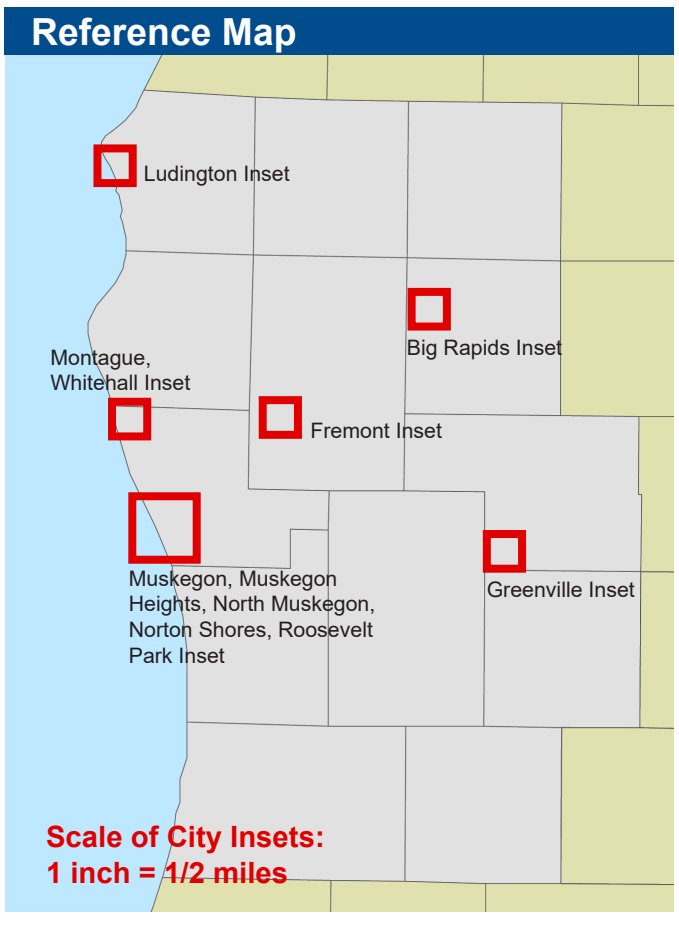 Reference Map
Ludington Inset
Big Rapids Inset
Montague,
Whitehall Inset
Fremont Inset
Muskegon, Muskegon
Heights, North Muskegon,
Norton Shores, Roosevelt
Park Inset
Greenville Inset
Scale of City Insets:
1 inch = 1/2 miles